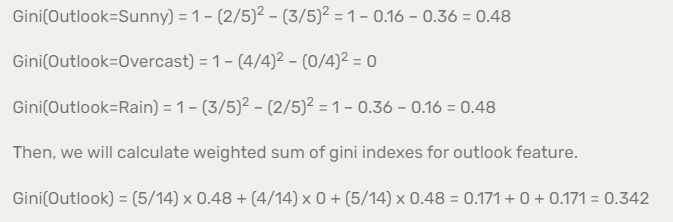 Gini(Outlook=Sunny) = 1 – (2/5)² – (3/5)² = 1 – 0.16 – 0.36 = 0.48
Gini(Outlook=Overcast) = 1 – (4/4)² – (0/4)² = 0
Gini(Outlook=Rain) = 1 – (3/5)² – (2/5)² = 1 – 0.36 – 0.16 = 0.48
Then, we will calculate weighted sum of gini indexes for outlook feature.
Gini(Outlook) = (5/14) x 0.48 + (4/14) x 0 + (5/14) x 0.48 = 0.171 + 0 + 0.171 = 0.342